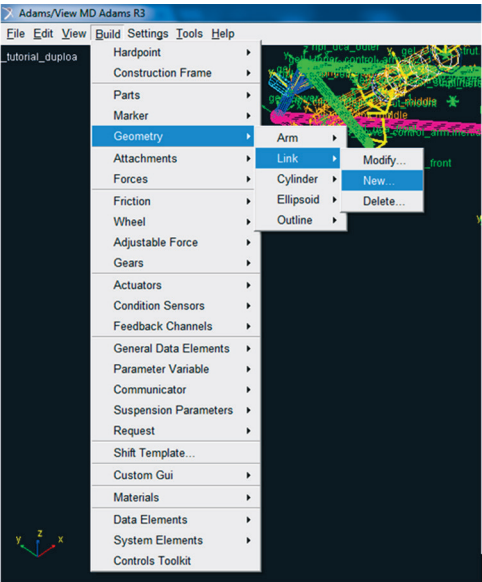 Adams/View MD Adams R3
File Edit View Build Settings Tools Help
_tutorial_duploa
Hardpoint
Construction Frame
Parts
Marker
Geometry
Attachments
Forces
Friction
Wheel
Adjustable Force
Gears
Actuators
Condition Sensors
Feedback Channels
General Data Elements
Parameter Variable
Communicator
Suspension Parameters
Request
Shift Template...
Custom Gui
Materials
Data Elements
System Elements
Controls Toolkit
Arm
Link
Cylinder
Ellipsoid
Outline
Modify...
New...
Delete...
_front
y z x